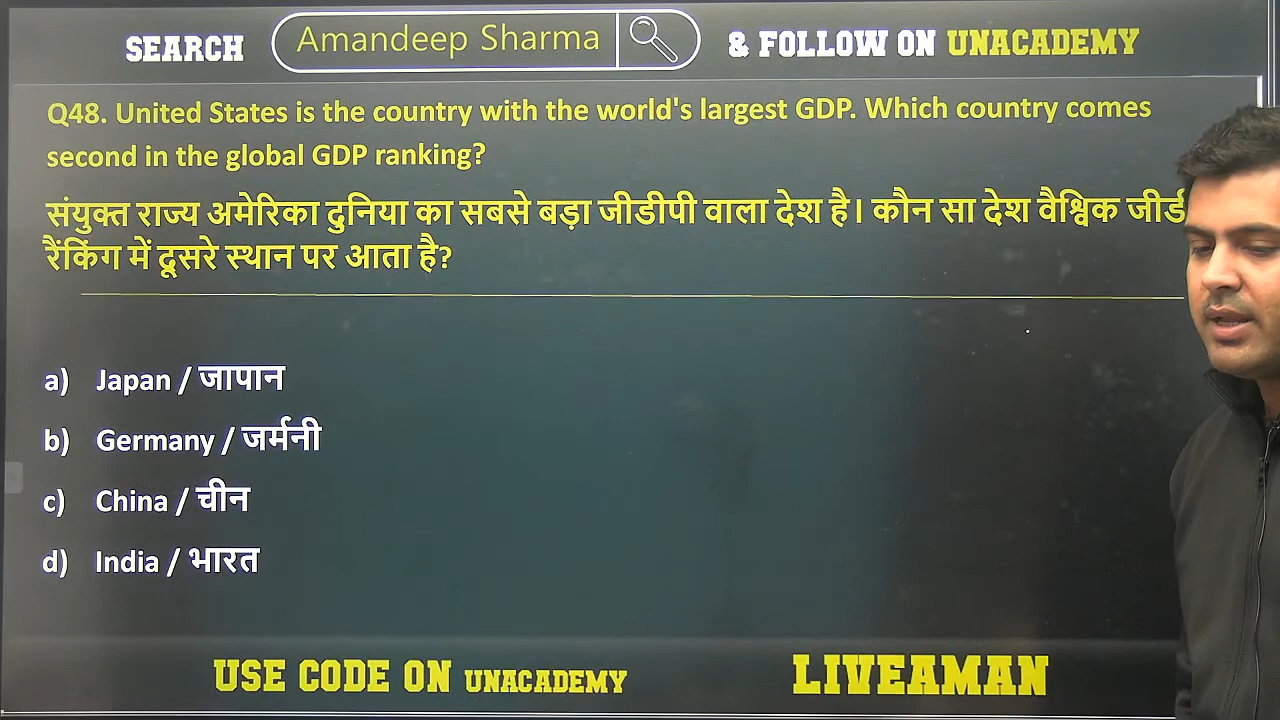 SEARCH Amandeep Sharma & FOLLOW ON UNACADEMY
Q48. United States is the country with the world's largest GDP. Which country comes
second in the global GDP ranking?
संयुक्त राज्य अमेरिका दुनिया का सबसे बड़ा जीडीपी वाला देश है। कौन सा देश वैश्विक
रैंकिंग में दूसरे स्थान पर आता है?
a) Japan / जापान
b) Germany / जर्मनी
c) China / चीन
d) India / भारत
USE CODE ON UNACADEMY LIVEAMAN